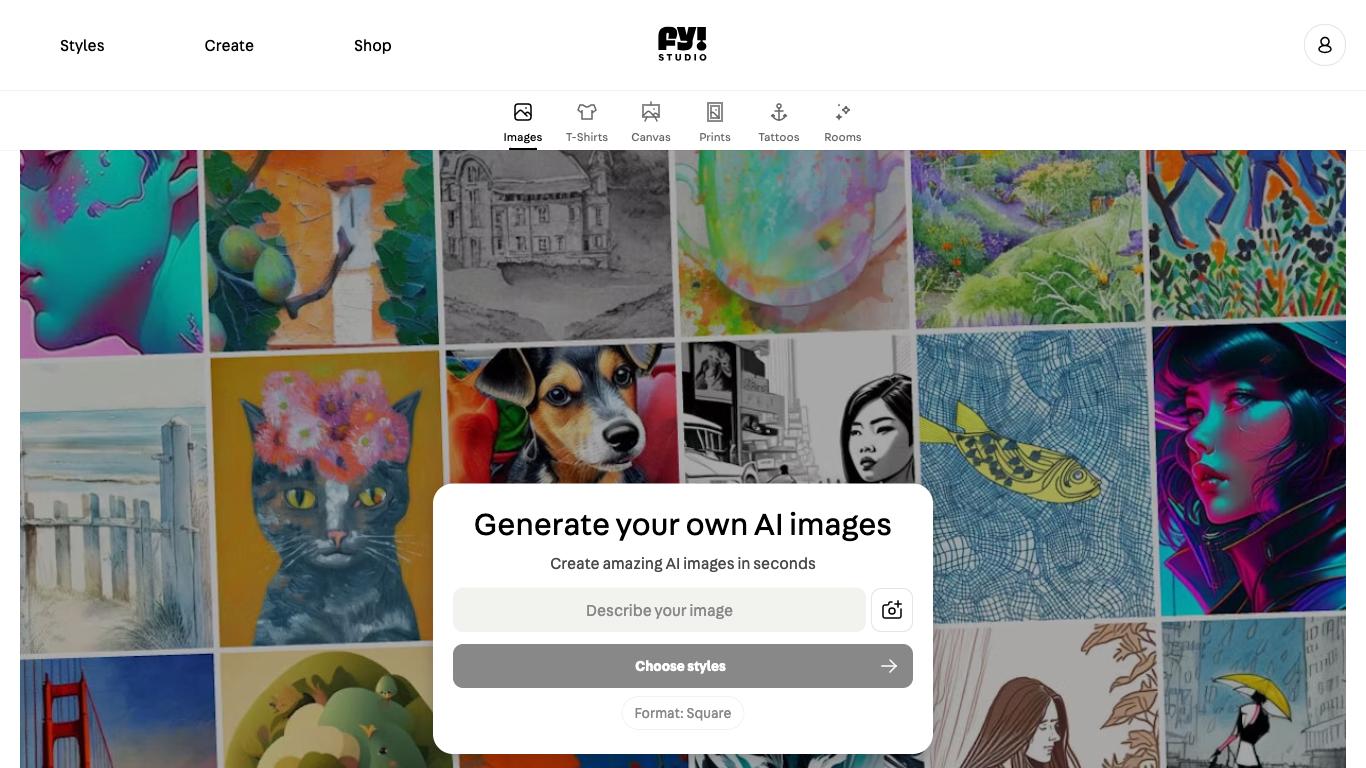 Styles
Create
Shop
fy!
STUDIO
Images
T-Shirts
Canvas
Prints
Tattoos
Rooms
Generate your own AI images
Create amazing AI images in seconds
Describe your image
Choose styles
Format: Square